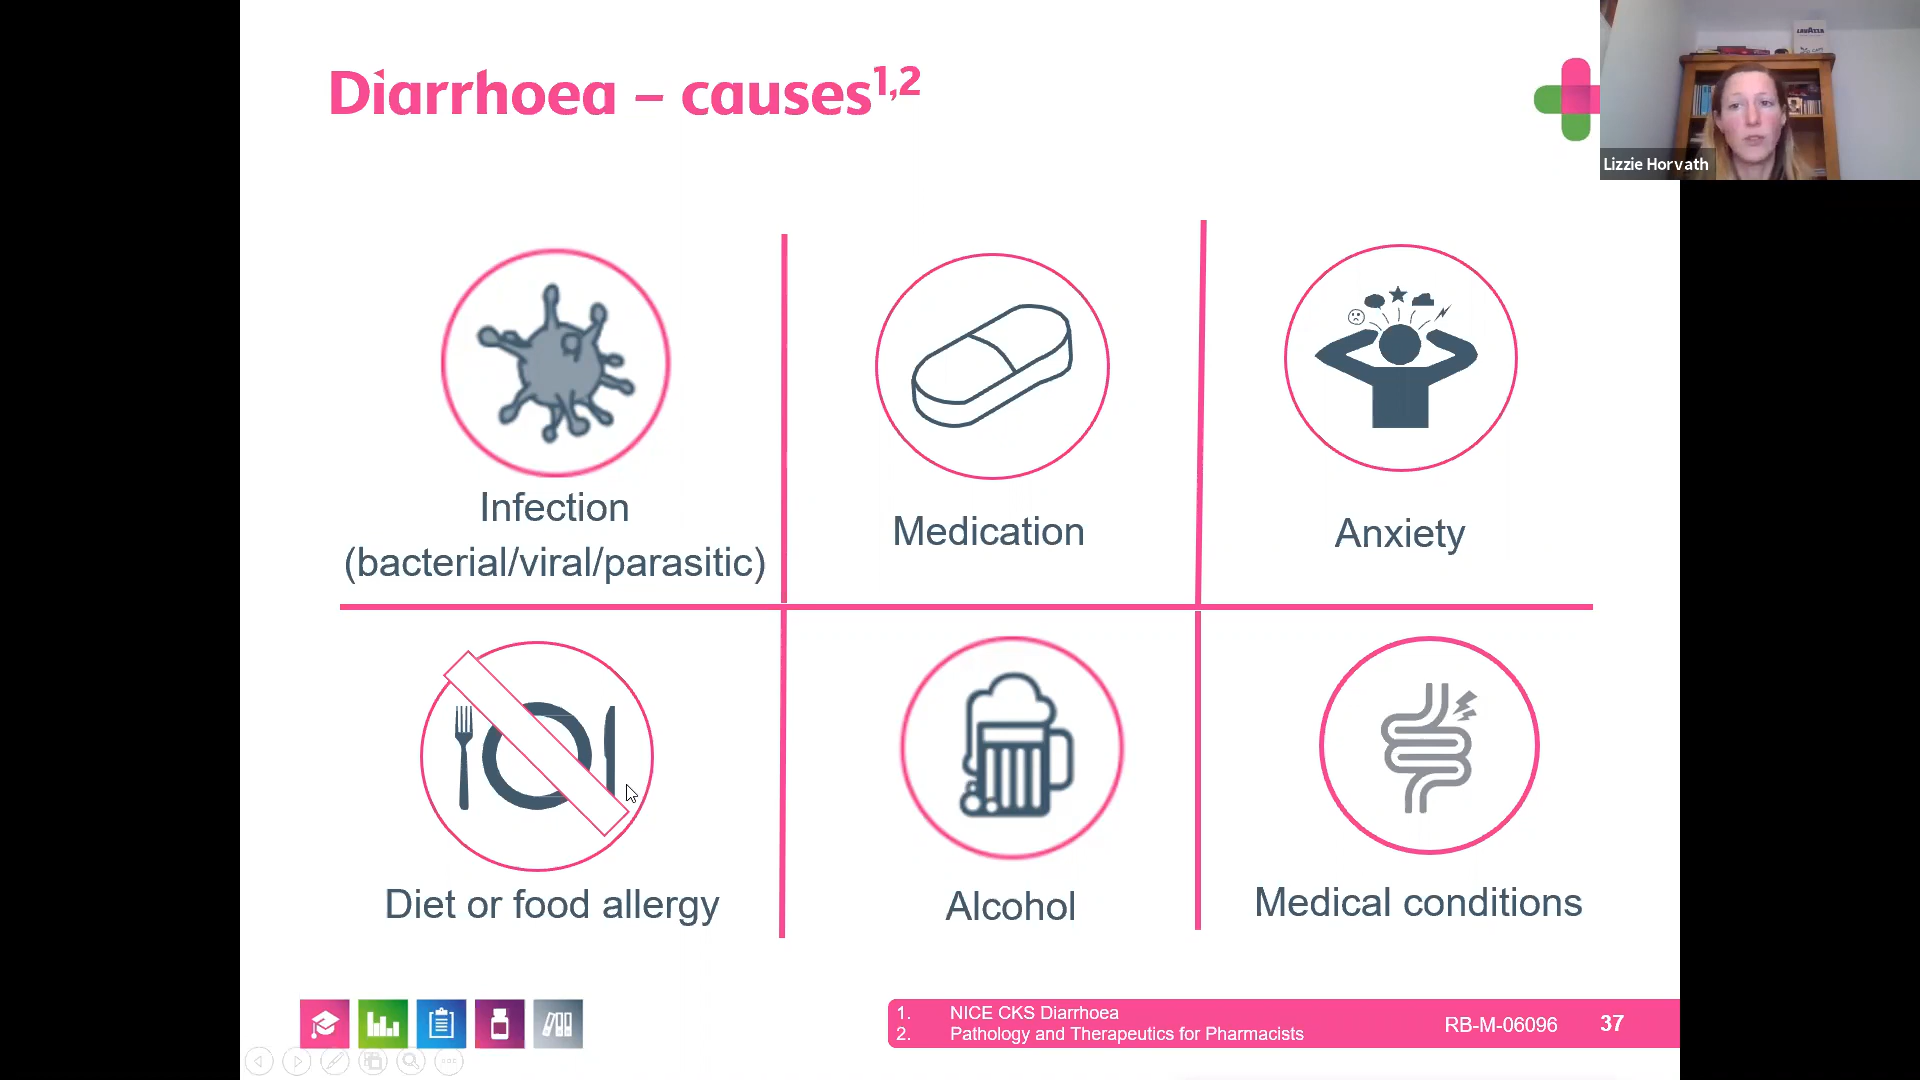 Diarrhoea – causes1,2
LAVAZZA
Lizzie Horvath
Infection
(bacterial/viral/parasitic)
Medication
Anxiety
Diet or food allergy
Alcohol
Medical conditions
1. NICE CKS Diarrhoea
2. Pathology and Therapeutics for Pharmacists
RB-M-06096
37